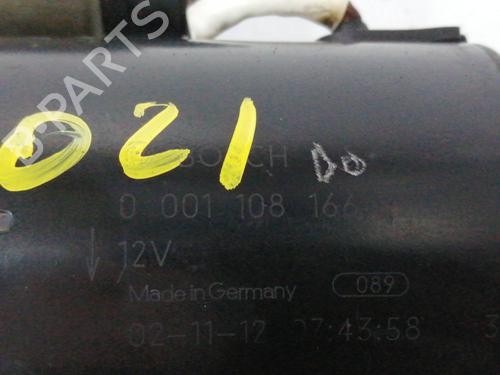 B-PARTS
021
BOSCH
DO
0 001 108 166
12V
Made in Germany
089
02-11-12 07:43:58